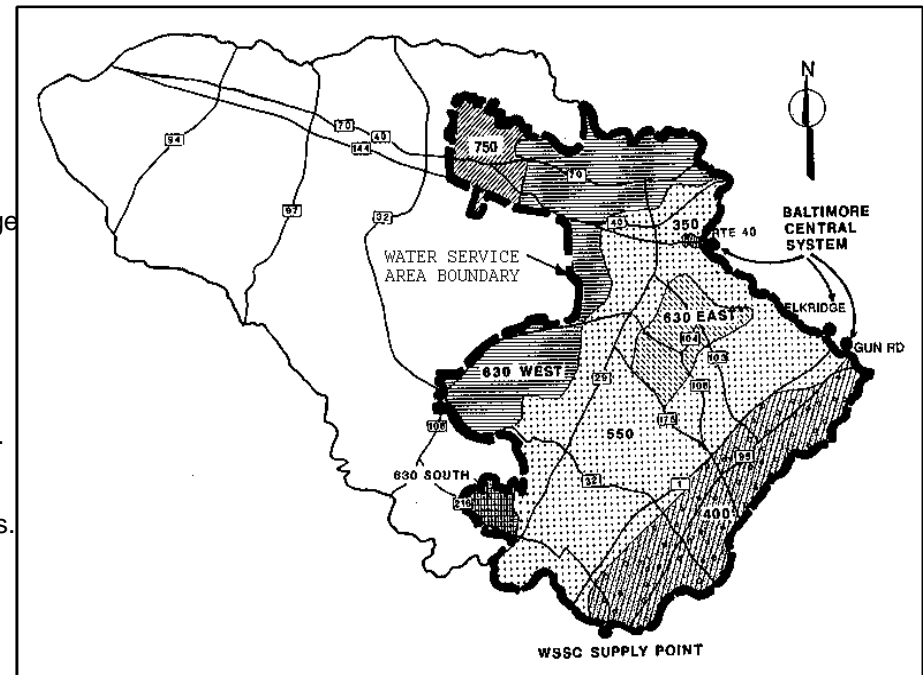 ge
s.
N
70
40
144
94
97
32
750
70
40
350
RTE 40
BALTIMORE
CENTRAL
SYSTEM
WATER SERVICE
AREA BOUNDARY
ELKRIDGE
630 EAST
104
103
GUN RD
630 WEST
29
108
108
175
550
95
630 SOUTH
216
32
1
400
WSSC SUPPLY POINT